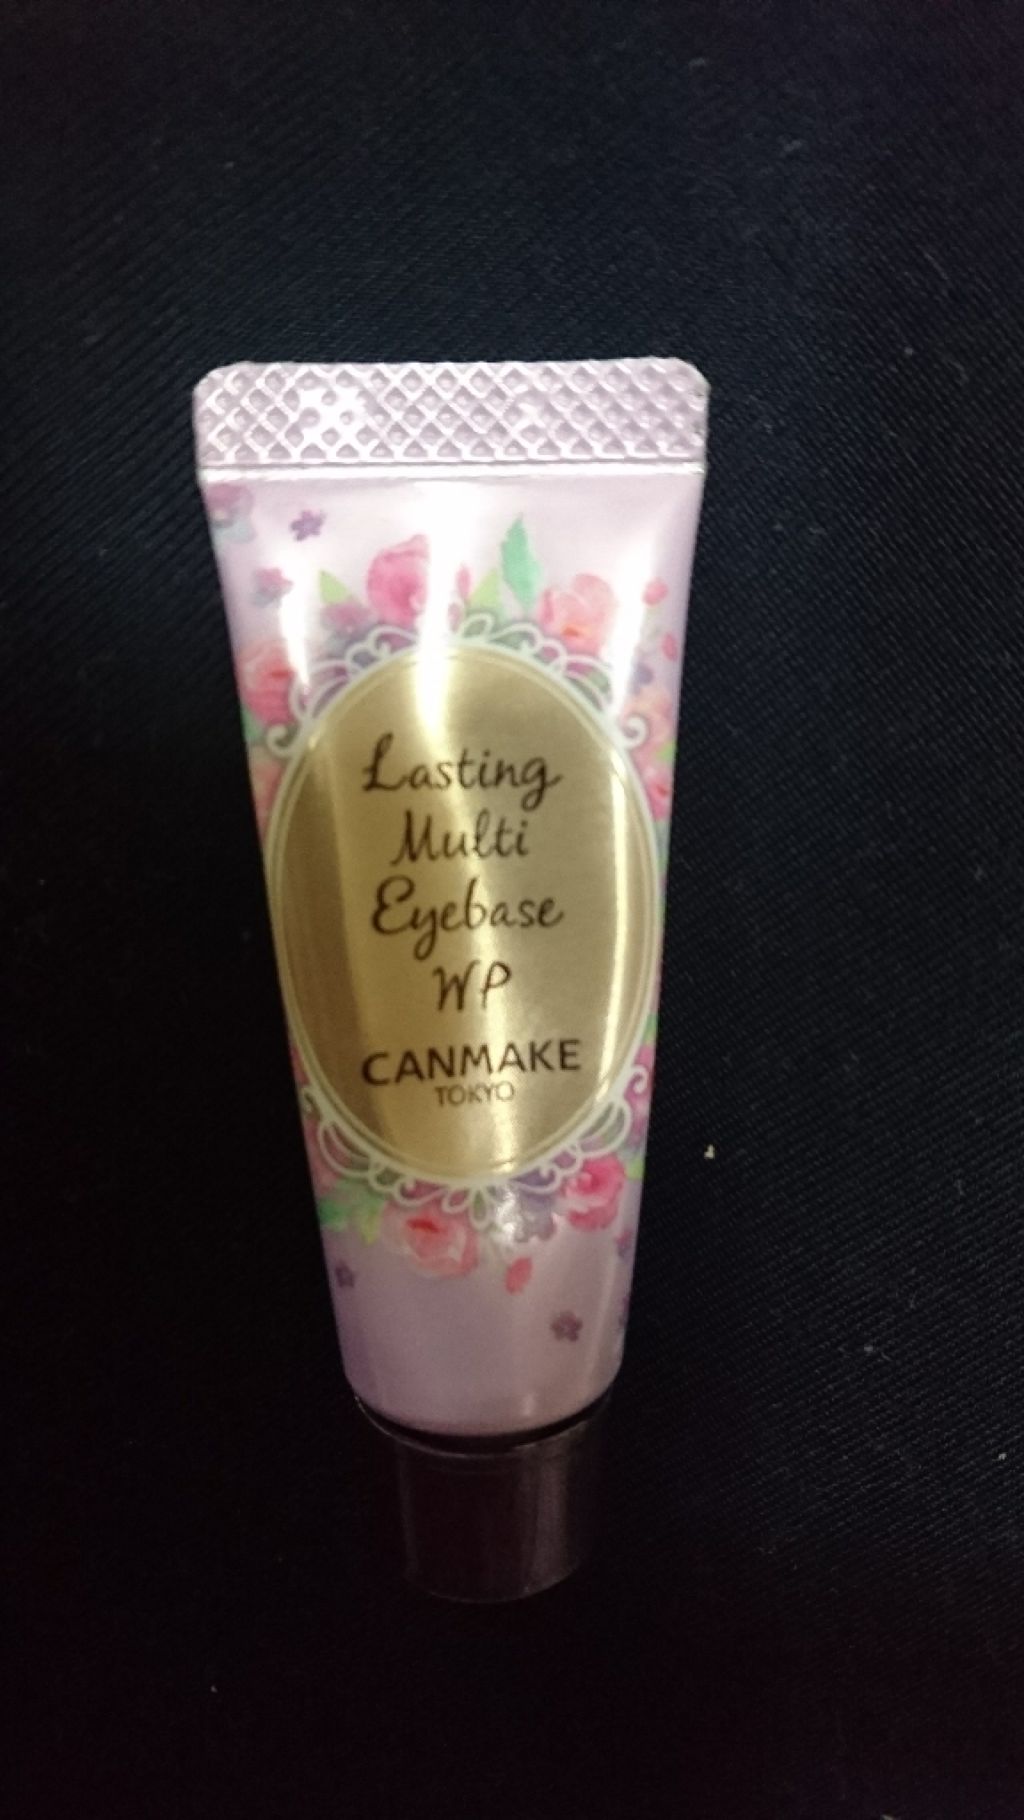 Lasting
Multi
Eyebase
WP
CANMAKE
TOKYO